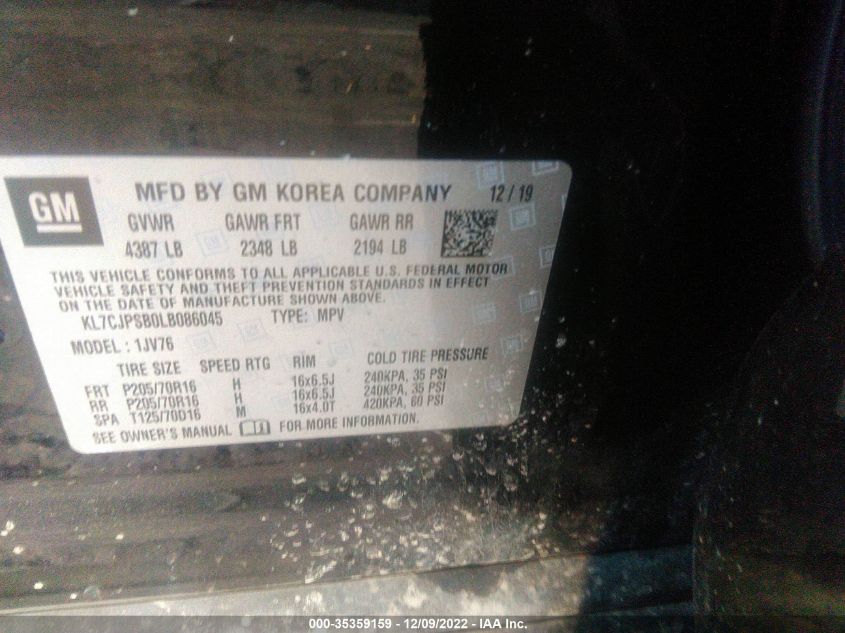 GM
MFD BY GM KOREA COMPANY 12/19
GVWR GAWR FRT GAWR RR
4387 LB 2348 LB 2194 LB
THIS VEHICLE CONFORMS TO ALL APPLICABLE U.S. FEDERAL MOTOR
VEHICLE SAFETY AND THEFT PREVENTION STANDARDS IN EFFECT
ON THE DATE OF MANUFACTURE SHOWN ABOVE.
KL7CJPSB0LB086045 TYPE: MPV
MODEL : 1JV76
TIRE SIZE SPEED RTG RIM COLD TIRE PRESSURE
FRT P205/70R16 H 16x6.5J 240KPA, 35 PSI
RR P205/70R16 H 16x6.5J 240KPA, 35 PSI
SPA T125/70D16 M 16x4.0T 420KPA, 60 PSI
SEE OWNER'S MANUAL FOR MORE INFORMATION.
000-35359159 - 12/09/2022 - IAA Inc.